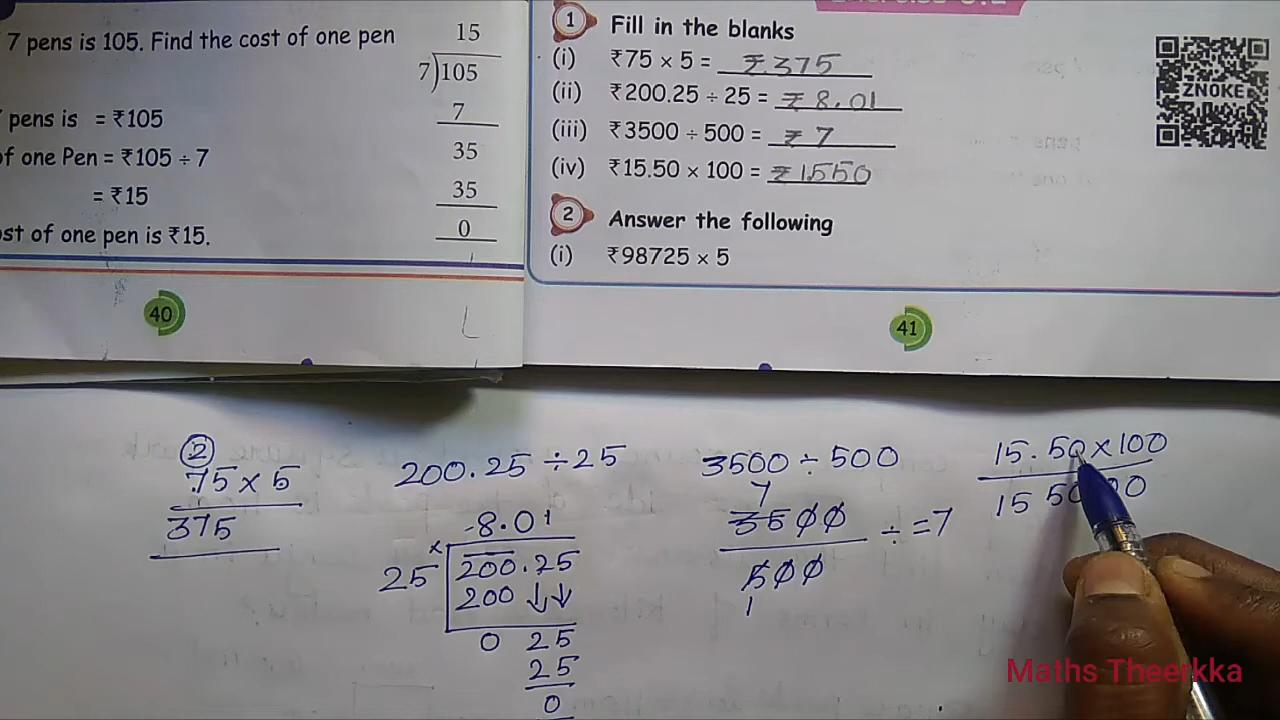 7 pens is 105. Find the cost of one pen
15
7)105
7
pens is = ₹105
35
of one Pen = ₹105 ÷ 7
35
= ₹15
0
ost of one pen is ₹15.
40
1 Fill in the blanks
(i) ₹75 × 5 = ₹.375
(ii) ₹200.25 ÷ 25 = ₹8.01
(iii) ₹3500 ÷ 500 = ₹7
(iv) ₹15.50 × 100 = ₹1550
2 Answer the following
(i) ₹98725 × 5
ZNOKE
41
2
75 × 5
375
200.25 ÷ 25
8.01
25 200.25
200
0 25
25
0
3500 ÷ 500
7
3500 ÷ = 7
500
1
15.50 × 100
15 50
Maths Theerkka